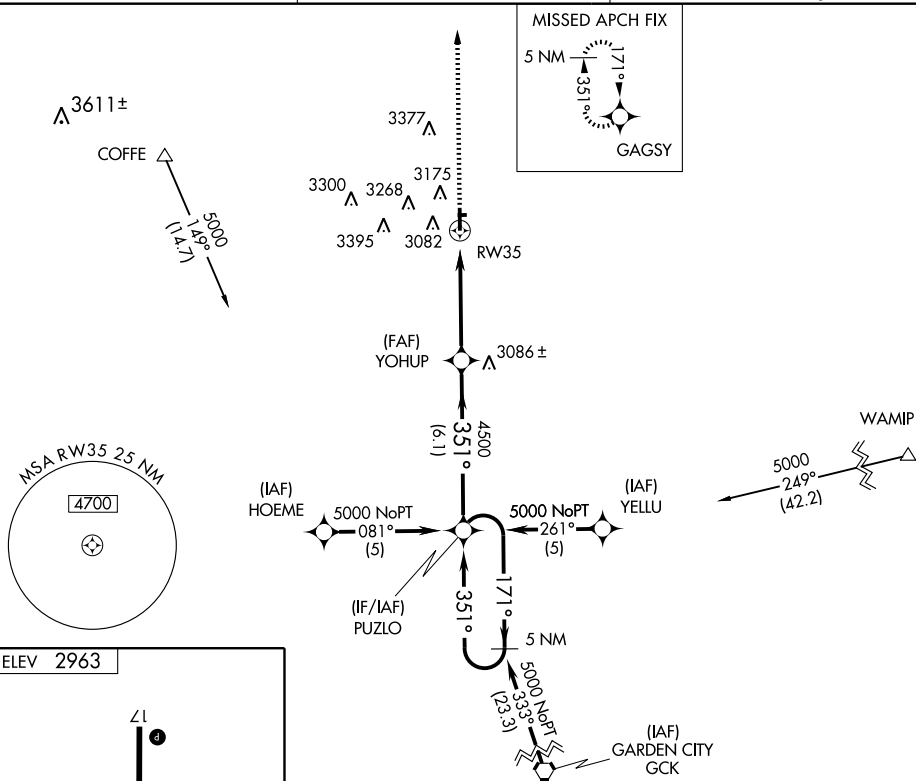 MISSED APCH FIX
5 NM
171°
351°
GAGSY
3611±
COFFE
5000
149°
(14.7)
3377
3300
3268
3175
3395
3082
RW35
(FAF)
YOHUP
3086±
4500
351°
(6.1)
WAMIP
5000
249°
(42.2)
MSA RW35 25 NM
4700
(IAF)
HOEME
5000 NoPT
081°
(5)
5000 NoPT
261°
(5)
(IAF)
YELLU
(IF/IAF)
PUZLO
351°
171°
5 NM
5000 NoPT
333°
(23.3)
(IAF)
GARDEN CITY
GCK
ELEV 2963
17
P